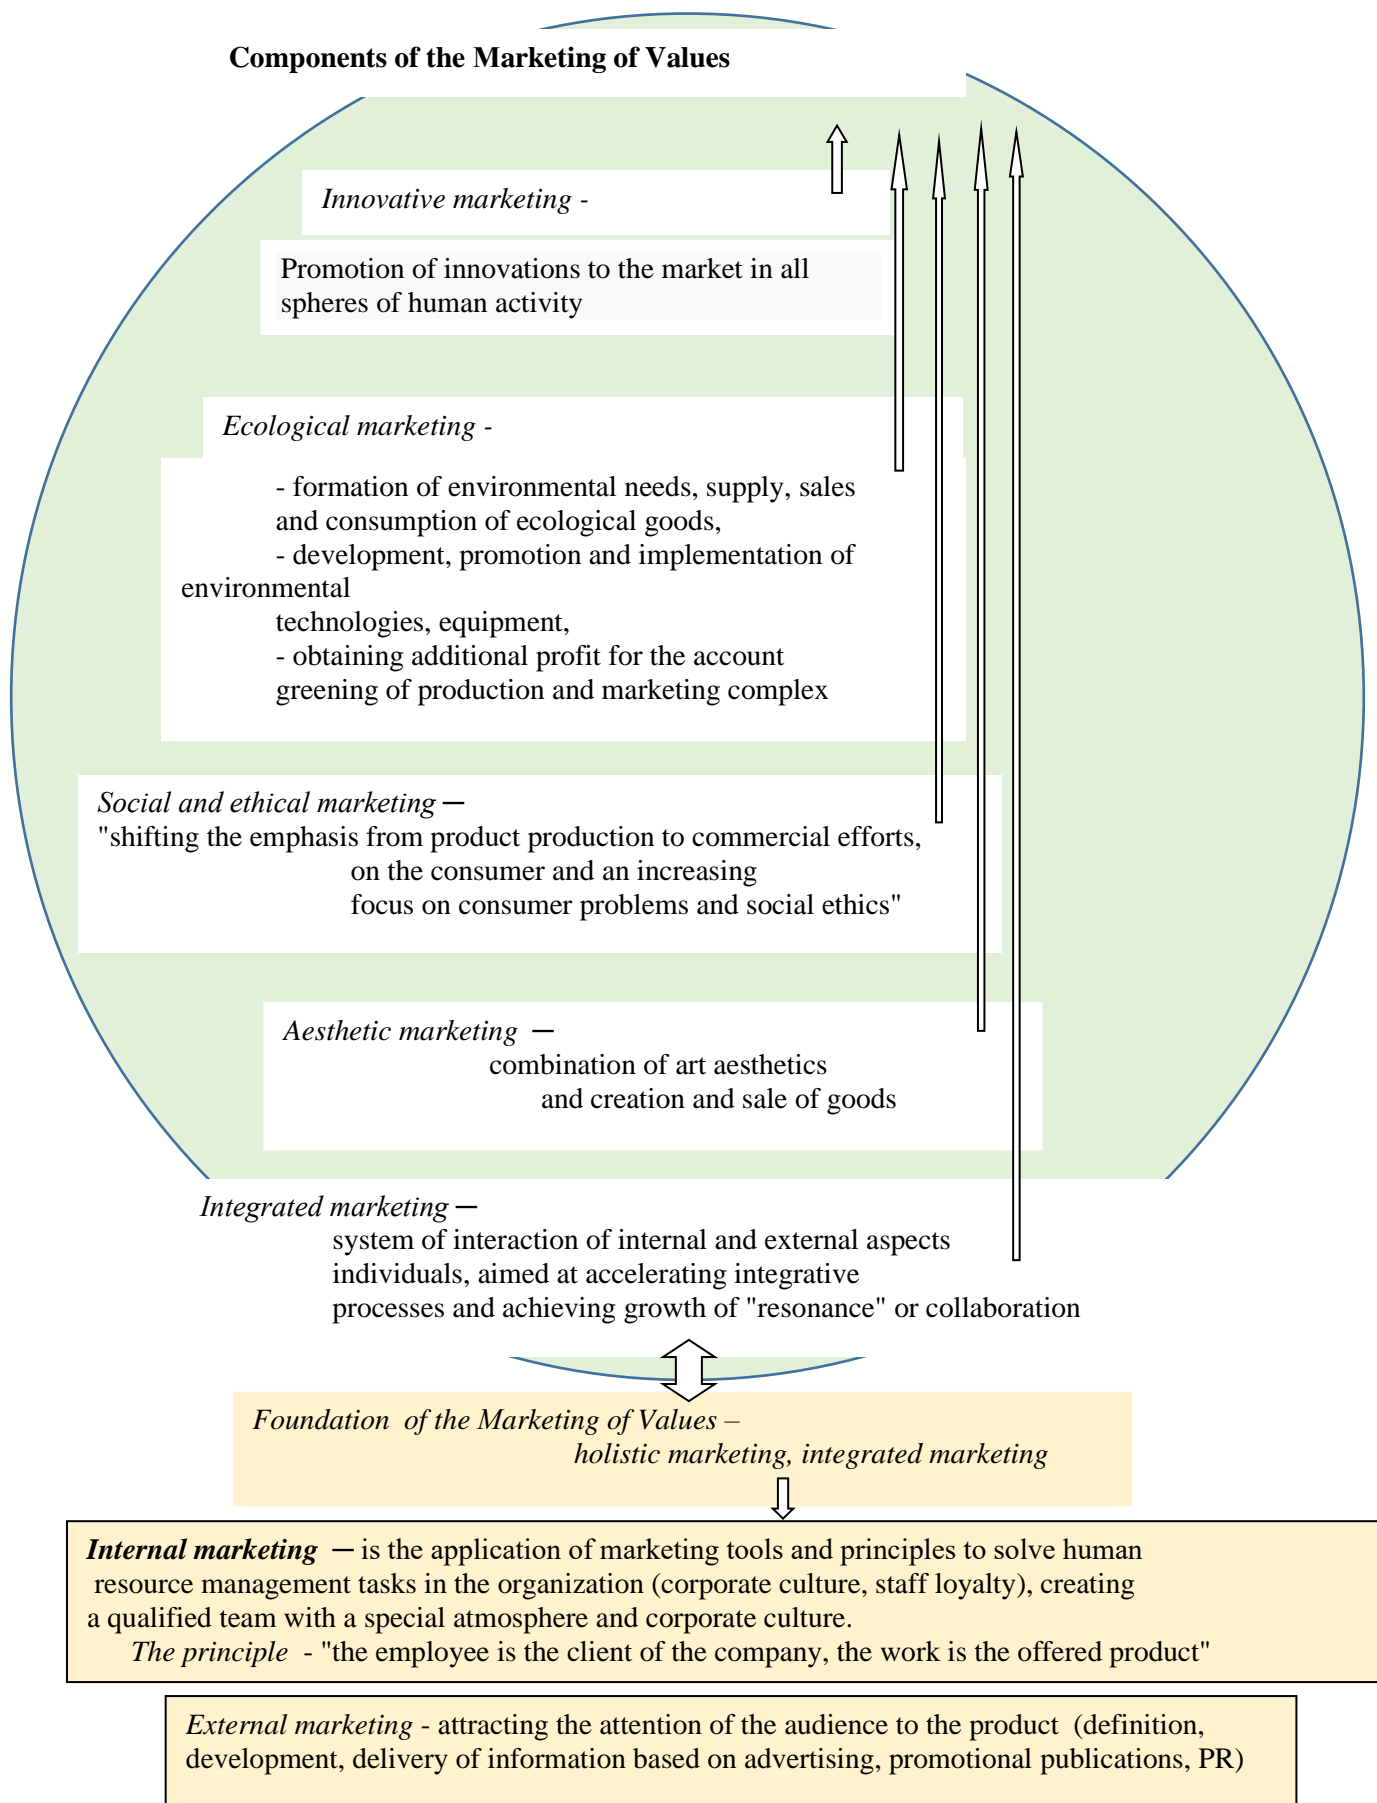 Components of the Marketing of Values
Innovative marketing -
Promotion of innovations to the market in all
spheres of human activity
Ecological marketing -
- formation of environmental needs, supply, sales
and consumption of ecological goods,
- development, promotion and implementation of
environmental
technologies, equipment,
- obtaining additional profit for the account
greening of production and marketing complex
Social and ethical marketing —
"shifting the emphasis from product production to commercial efforts,
on the consumer and an increasing
focus on consumer problems and social ethics"
Aesthetic marketing —
combination of art aesthetics
and creation and sale of goods
Integrated marketing —
system of interaction of internal and external aspects
individuals, aimed at accelerating integrative
processes and achieving growth of "resonance" or collaboration
Foundation of the Marketing of Values –
holistic marketing, integrated marketing
Internal marketing — is the application of marketing tools and principles to solve human
resource management tasks in the organization (corporate culture, staff loyalty), creating
a qualified team with a special atmosphere and corporate culture.
The principle - "the employee is the client of the company, the work is the offered product"
External marketing - attracting the attention of the audience to the product (definition,
development, delivery of information based on advertising, promotional publications, PR)